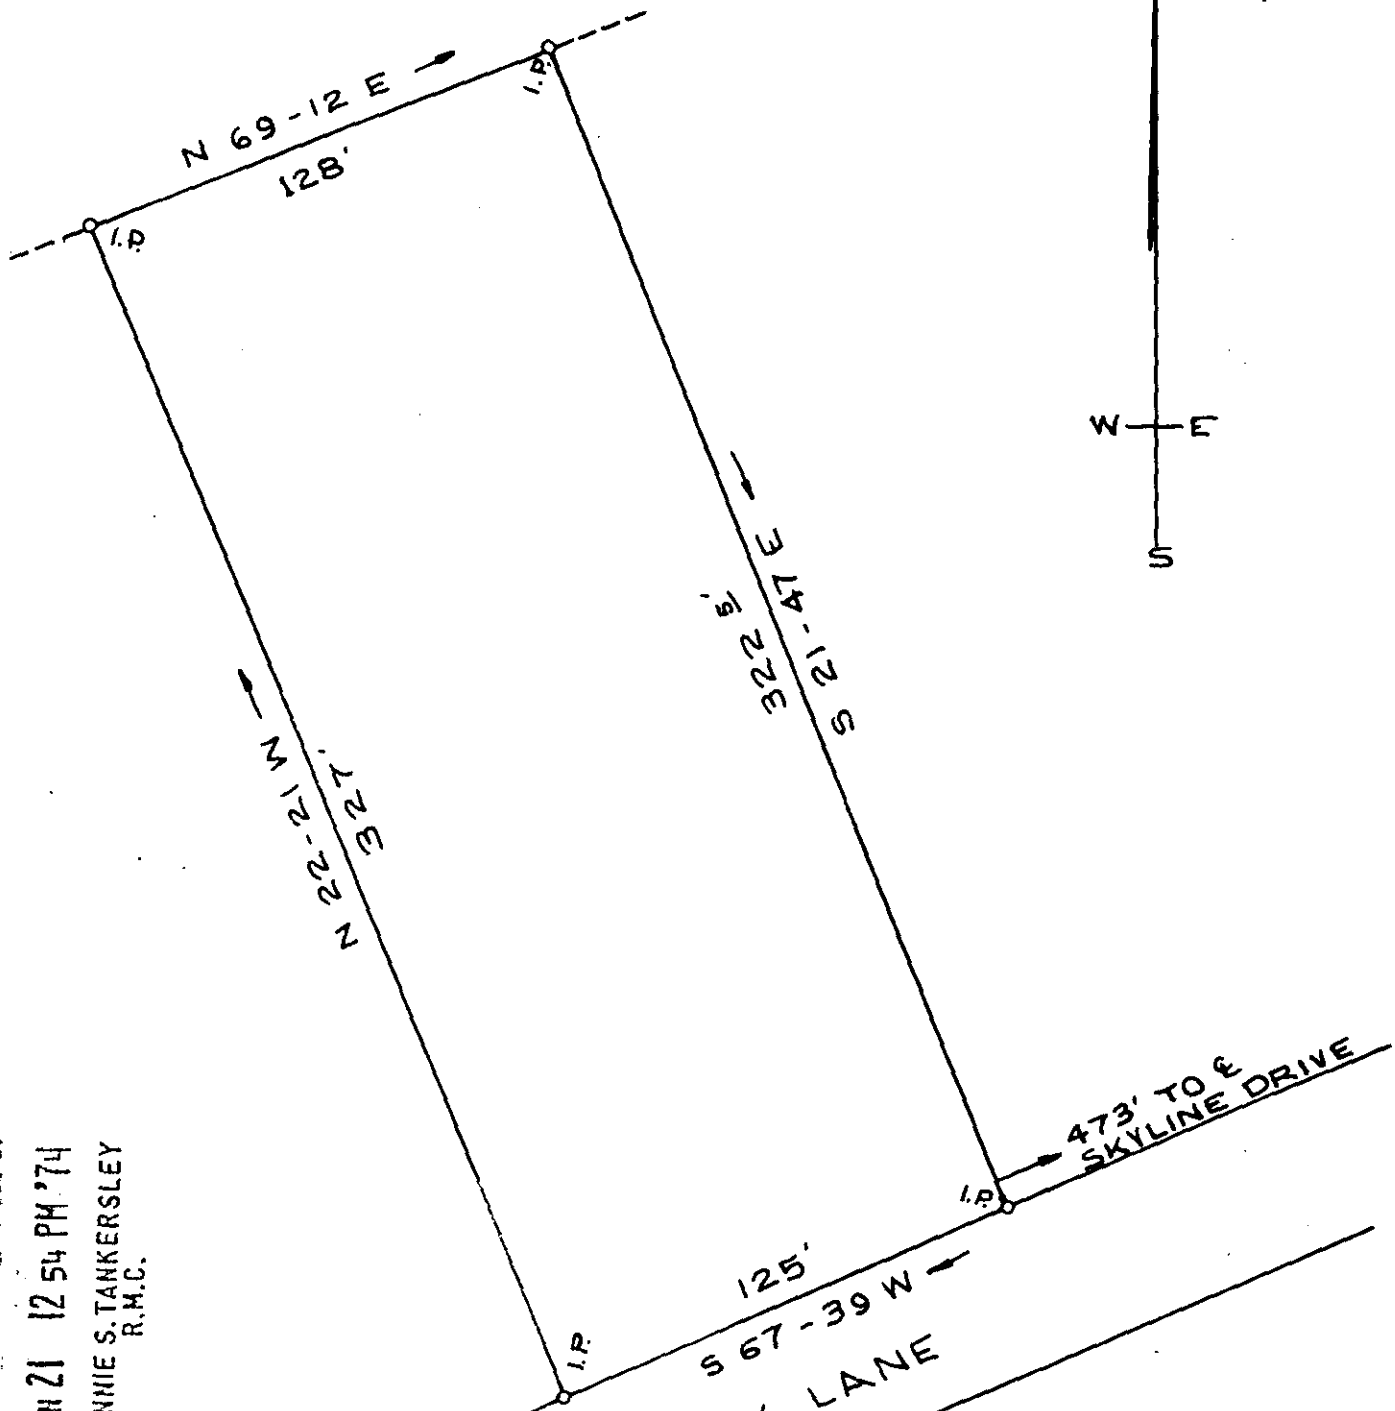 N 69-12 E
128'
I.P.
I.P.
W E
S
S 21-47 E
322 5'
N 22-21 W
327'
473' TO ℄
SKYLINE DRIVE
I.P.
125'
S 67-39 W
I.P.
LANE
21 12 54 PM '74
NNIE S. TANKERSLEY
R.M.C.